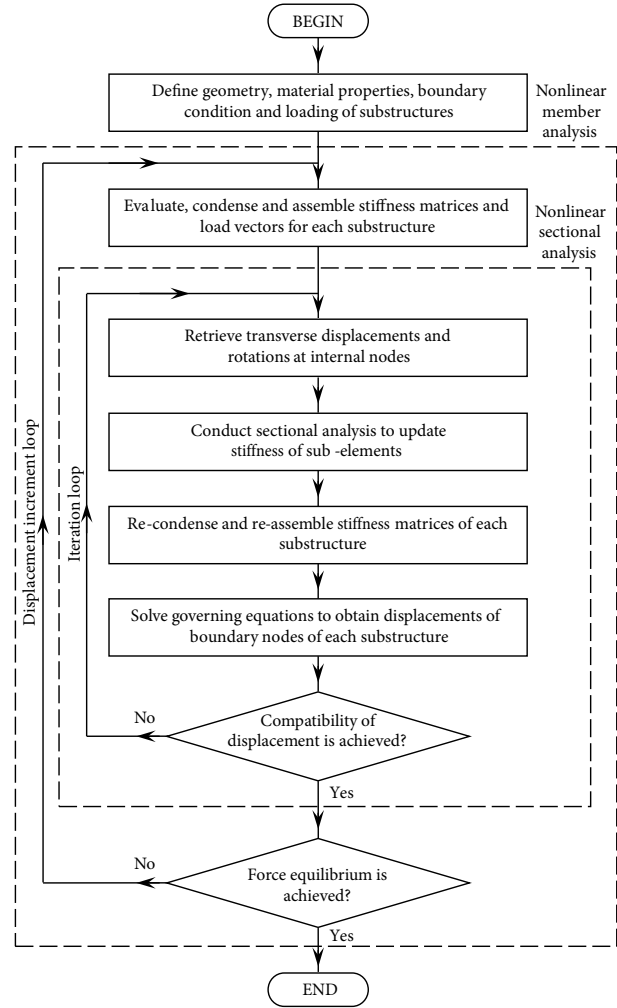 BEGIN
Define geometry, material properties, boundary
condition and loading of substructures
Nonlinear
member
analysis
Evaluate, condense and assemble stiffness matrices and
load vectors for each substructure
Nonlinear
sectional
analysis
Retrieve transverse displacements and
rotations at internal nodes
Conduct sectional analysis to update
stiffness of sub -elements
Displacement increment loop
Iteration loop
Re-condense and re-assemble stiffness matrices of each
substructure
Solve governing equations to obtain displacements of
boundary nodes of each substructure
No
Compatibility of
displacement is achieved?
Yes
No
Force equilibrium is
achieved?
Yes
END